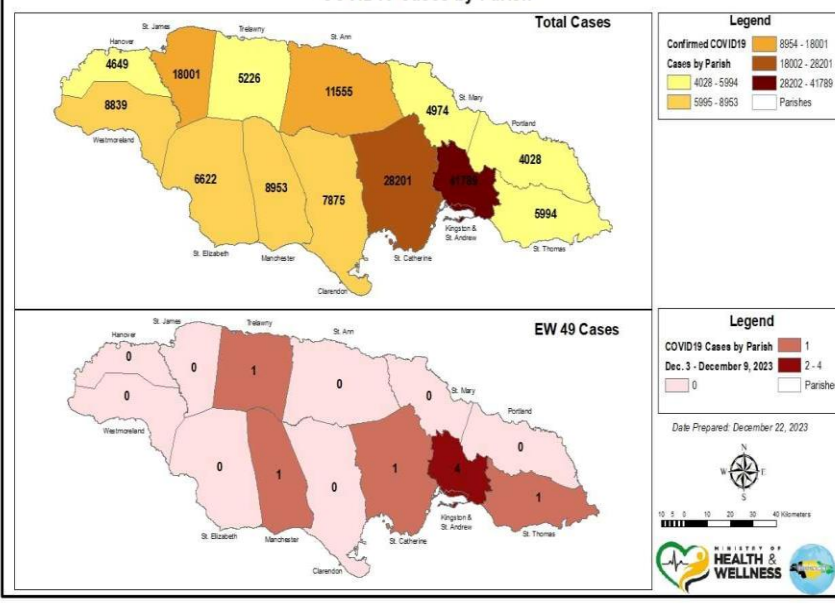 Total Cases
St. James
Trelawny
St. Ann
Hanover
4649
18001
5226
11555
8839
4974
St. Mary
Portland
Westmoreland
4028
6622
8953
7875
28201
41789
5994
Kingston &
St. Andrew
St. Thomas
St. Elizabeth
Manchester
St. Catherine
Clarendon
Legend
Confirmed COVID19
Cases by Parish
4028 - 5994
5995 - 8953
8954 - 18001
18002 - 28201
28202 - 41789
Parishes
EW 49 Cases
St. James
Trelawny
St. Ann
Hanover
0
0
1
0
0
0
St. Mary
Portland
Westmoreland
0
0
1
0
1
4
1
Kingston &
St. Andrew
St. Thomas
St. Elizabeth
Manchester
St. Catherine
Clarendon
Legend
COVID19 Cases by Parish
Dec. 3 - December 9, 2023
0
1
2 - 4
Parishe
Date Prepared: December 22, 2023
N
W E
S
10 5 0 10 20 30 40 Kilometers
MINISTRY OF
HEALTH &
WELLNESS